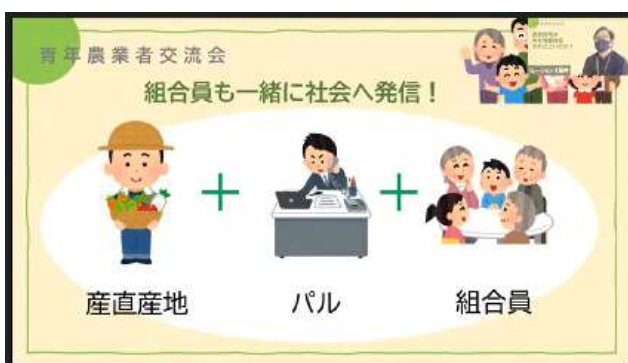 青年農業者交流会
組合員も一緒に社会へ発信！
産直産地
パル
組合員